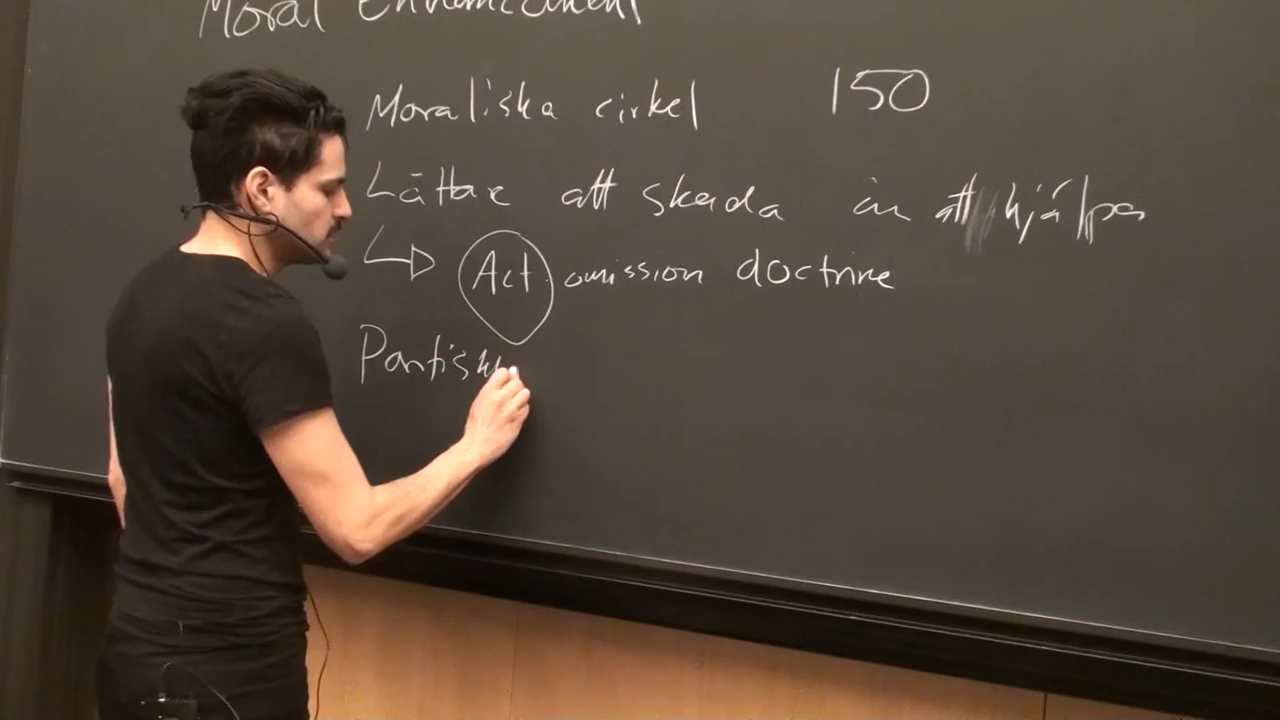 Moral Enhancement
Moraliska cirkel 150
Lättare att skada än att hjälpa
Act omission doctrine
Partisk